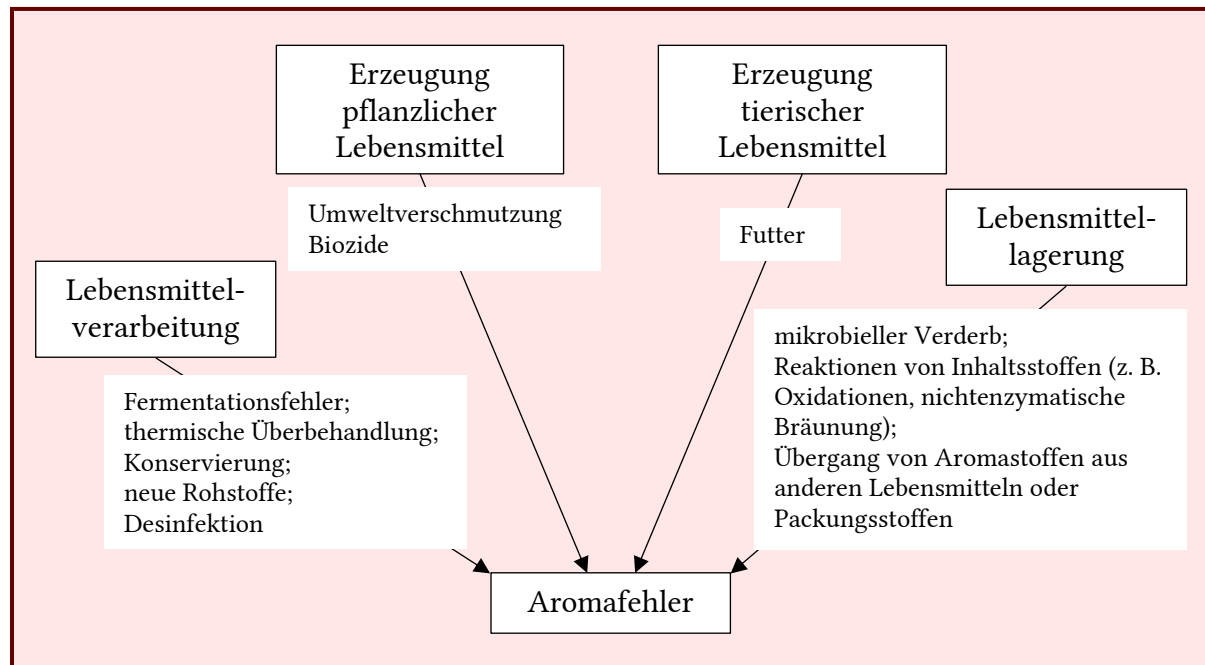 Erzeugung
pflanzlicher
Lebensmittel
Erzeugung
tierischer
Lebensmittel
Umweltverschmutzung
Biozide
Futter
Lebensmittel-
lagerung
Lebensmittel-
verarbeitung
mikrobieller Verderb;
Reaktionen von Inhaltsstoffen (z. B.
Oxidationen, nichtenzymatische
Bräunung);
Übergang von Aromastoffen aus
anderen Lebensmitteln oder
Packungsstoffen
Fermentationsfehler;
thermische Überbehandlung;
Konservierung;
neue Rohstoffe;
Desinfektion
Aromafehler